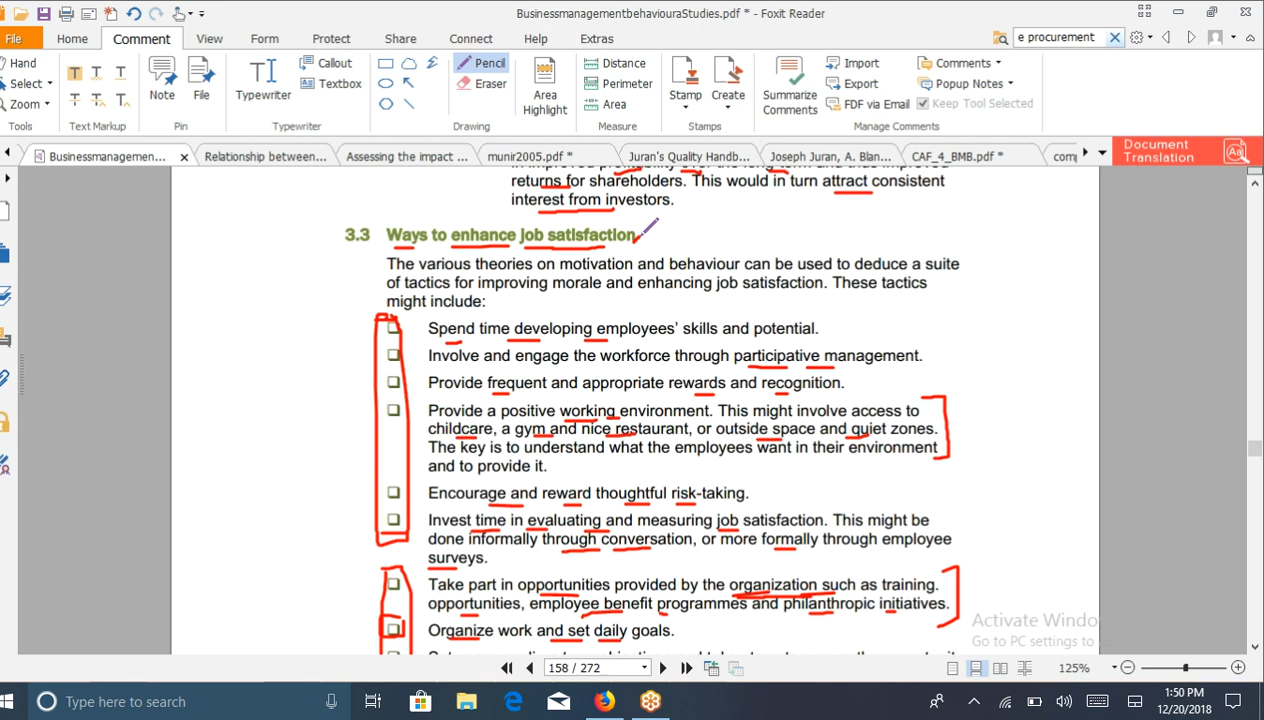 BusinessmanagementbehaviouraStudies.pdf * - Foxit Reader
File Home Comment View Form Protect Share Connect Help Extras e procurement
Hand
Select
Zoom
Tools
Text Markup
Note
File
Pin
Typewriter
Callout
Textbox
Typewriter
Pencil
Eraser
Area
Highlight
Drawing
Distance
Perimeter
Area
Measure
Stamp
Create
Stamps
Summarize
Comments
Import
Export
FDF via Email
Comments
Popup Notes
Keep Tool Selected
Manage Comments
Businessmanagemen... Relationship between... Assessing the impact ... munir2005.pdf * Juran's Quality Handb... Joseph Juran, A. Blan... CAF_4_BMB.pdf * com
Document
Translation
in improved profitability over the long-term and thus improved
returns for shareholders. This would in turn attract consistent
interest from investors.
3.3 Ways to enhance job satisfaction
The various theories on motivation and behaviour can be used to deduce a suite
of tactics for improving morale and enhancing job satisfaction. These tactics
might include:
Spend time developing employees' skills and potential.
Involve and engage the workforce through participative management.
Provide frequent and appropriate rewards and recognition.
Provide a positive working environment. This might involve access to
childcare, a gym and nice restaurant, or outside space and quiet zones.
The key is to understand what the employees want in their environment
and to provide it.
Encourage and reward thoughtful risk-taking.
Invest time in evaluating and measuring job satisfaction. This might be
done informally through conversation, or more formally through employee
surveys.
Take part in opportunities provided by the organization such as training.
opportunities, employee benefit programmes and philanthropic initiatives.
Organize work and set daily goals.
Activate Windows
Go to PC settings to
158 / 272
125%
Type here to search
1:50 PM
12/20/2018